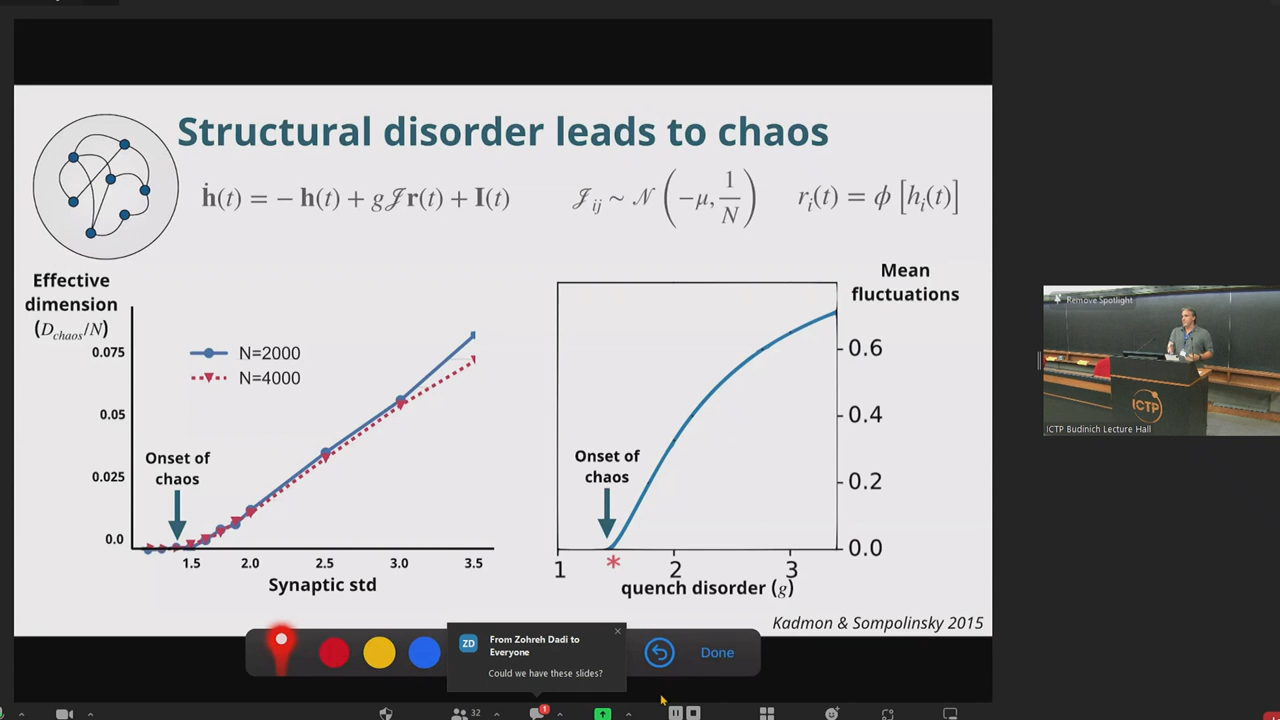 Structural disorder leads to chaos
ḣ(t) = − h(t) + g𝒥r(t) + I(t)
𝒥ij ~ 𝒩 (−μ, 1/N)
ri(t) = ϕ [hi(t)]
Effective
dimension
(Dchaos/N)
0.075
0.05
0.025
0.0
N=2000
N=4000
Onset of
chaos
1.5 2.0 2.5 3.0 3.5
Synaptic std
Mean
fluctuations
0.6
0.4
0.2
0.0
Onset of
chaos
1 * 2 3
quench disorder (g)
Kadmon & Sompolinsky 2015
Remove Spotlight
ICTP
ICTP Budinich Lecture Hall
ZD
From Zohreh Dadi to
Everyone
Could we have these slides?
Done
32
1